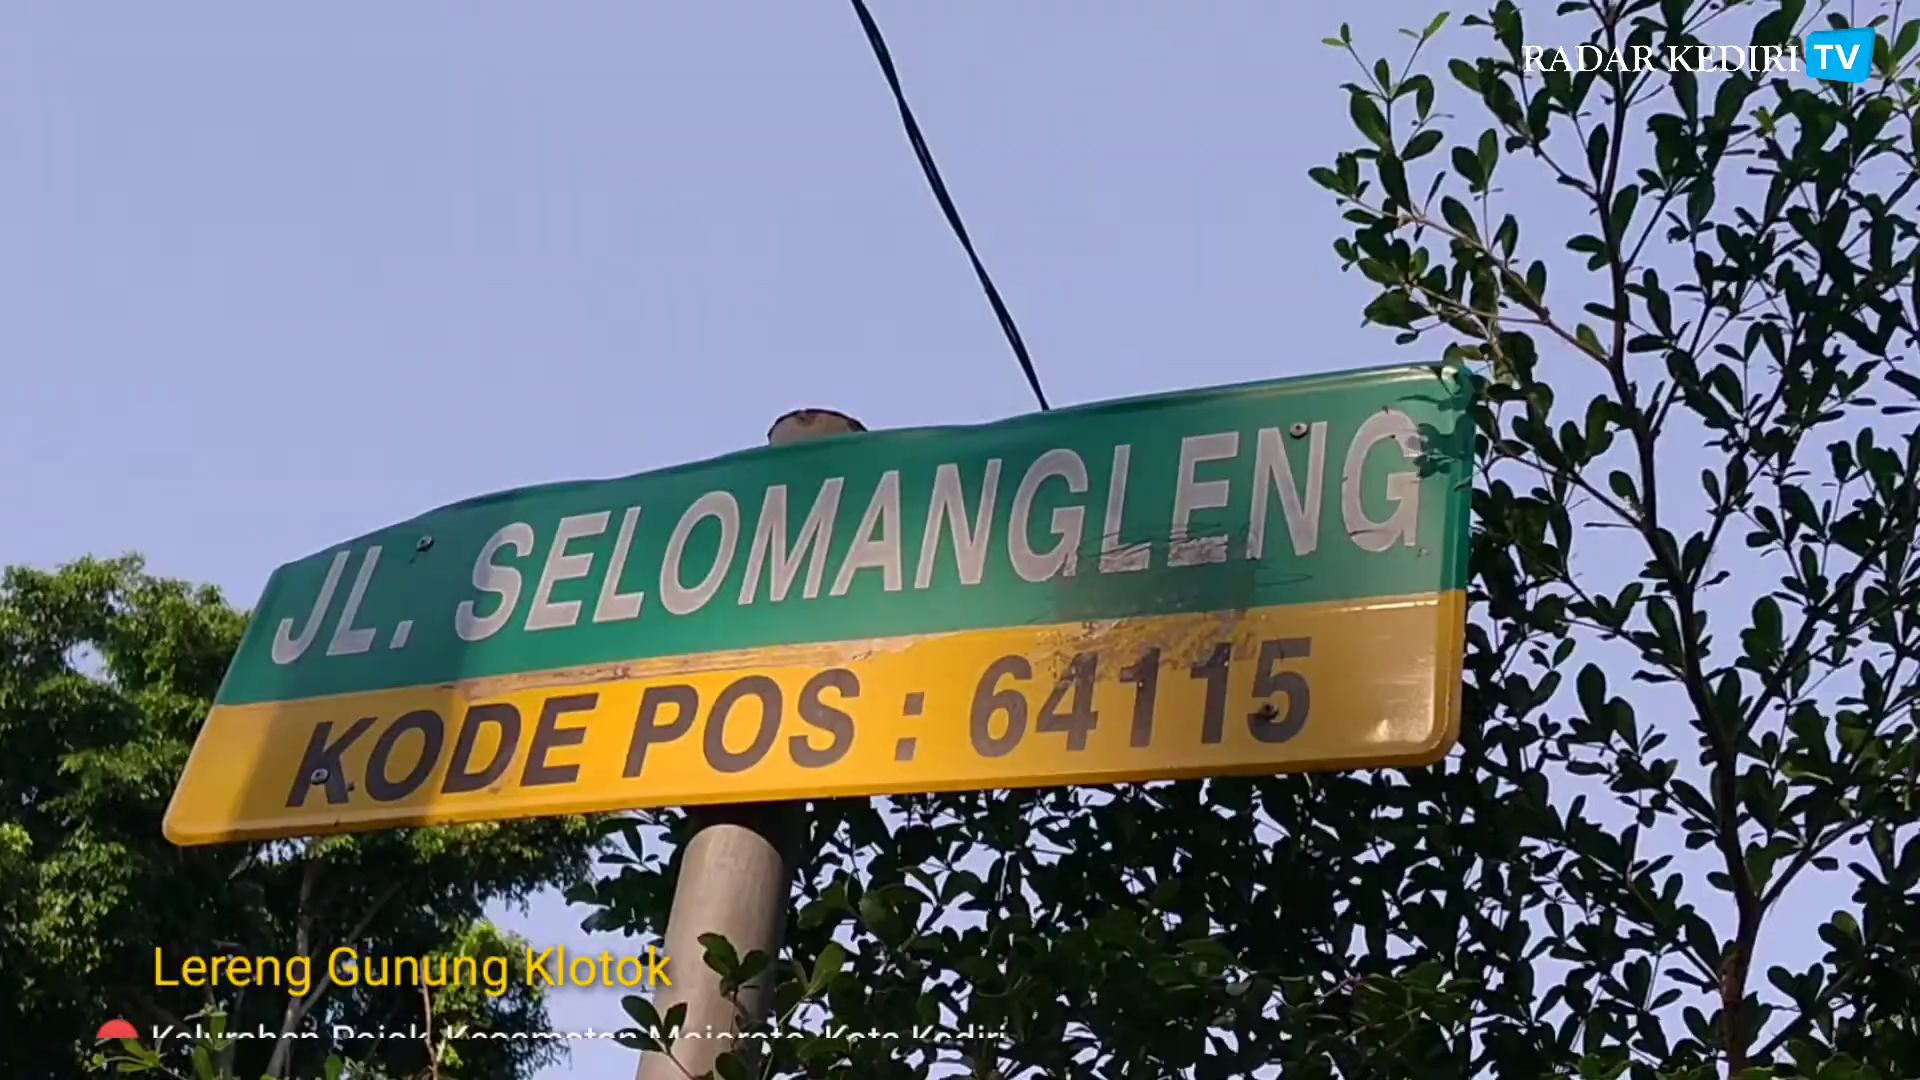 RADAR KEDIRI TV
JL. SELOMANGLENG
KODE POS : 64115
Lereng Gunung Klotok
Kelurahan Pojok, Kecamatan Mojoroto, Kota Kediri